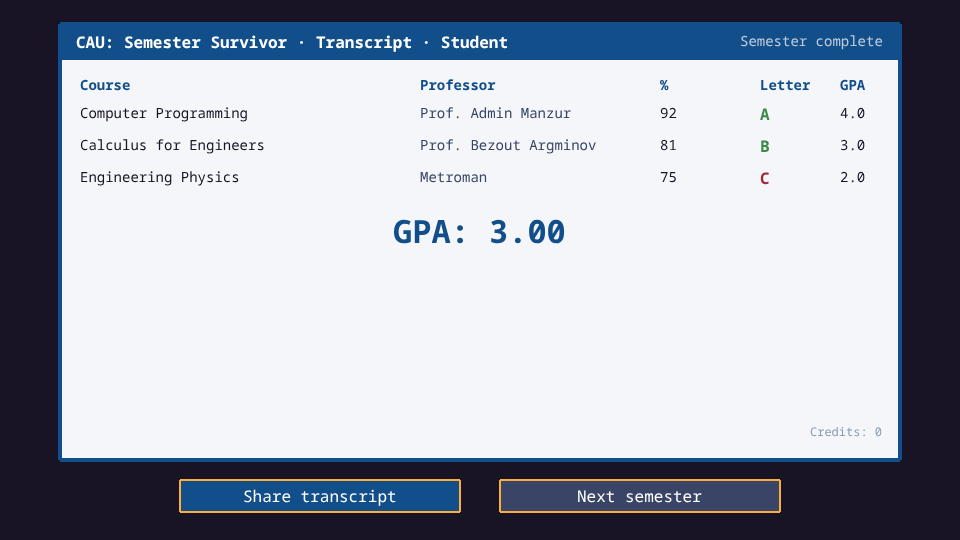 CAU: Semester Survivor · Transcript · Student Semester complete
Course Professor % Letter GPA
Computer Programming Prof. Admin Manzur 92 A 4.0
Calculus for Engineers Prof. Bezout Argminov 81 B 3.0
Engineering Physics Metroman 75 C 2.0
GPA: 3.00
Credits: 0
Share transcript Next semester